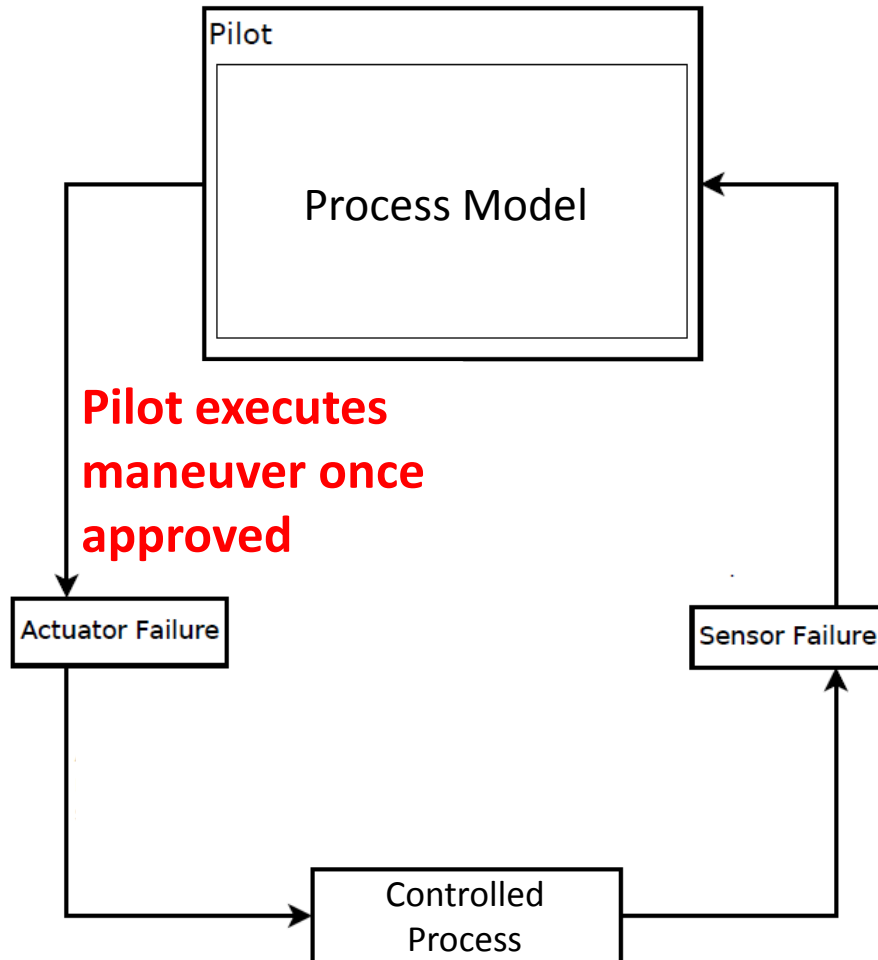 Pilot
Process Model
Pilot executes
maneuver once
approved
Actuator Failure
Sensor Failure
Controlled
Process